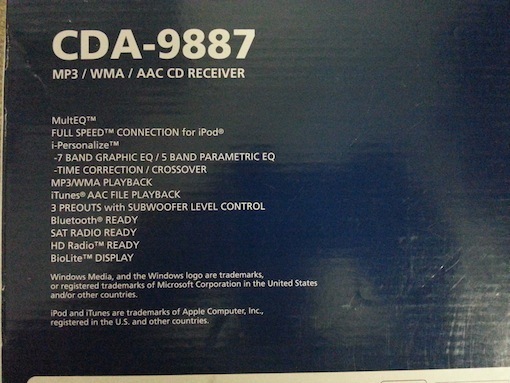 CDA-9887
MP3 / WMA / AAC CD RECEIVER
MultEQ™
FULL SPEED™ CONNECTION for iPod®
i-Personalize™
-7 BAND GRAPHIC EQ / 5 BAND PARAMETRIC EQ
-TIME CORRECTION / CROSSOVER
MP3/WMA PLAYBACK
iTunes® AAC FILE PLAYBACK
3 PREOUTS with SUBWOOFER LEVEL CONTROL
Bluetooth® READY
SAT RADIO READY
HD Radio™ READY
BioLite™ DISPLAY
Windows Media, and the Windows logo are trademarks,
or registered trademarks of Microsoft Corporation in the United States
and/or other countries.
iPod and iTunes are trademarks of Apple Computer, Inc.,
registered in the U.S. and other countries.